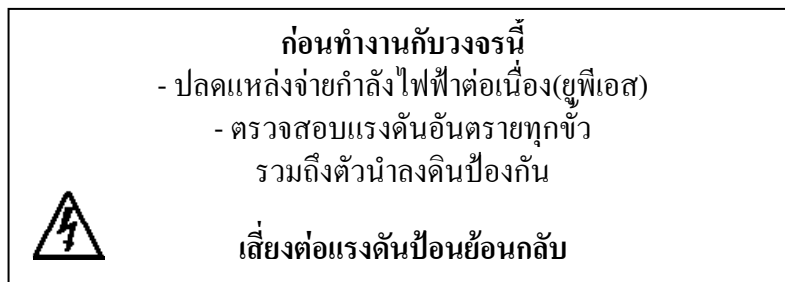 ก่อนทำงานกับวงจรนี้
- ปลดแหล่งจ่ายกำลังไฟฟ้าต่อเนื่อง(ยูพีเอส)
- ตรวจสอบแรงดันอันตรายทุกขั้ว
รวมถึงตัวนำลงดินป้องกัน
เสี่ยงต่อแรงดันป้อนย้อนกลับ